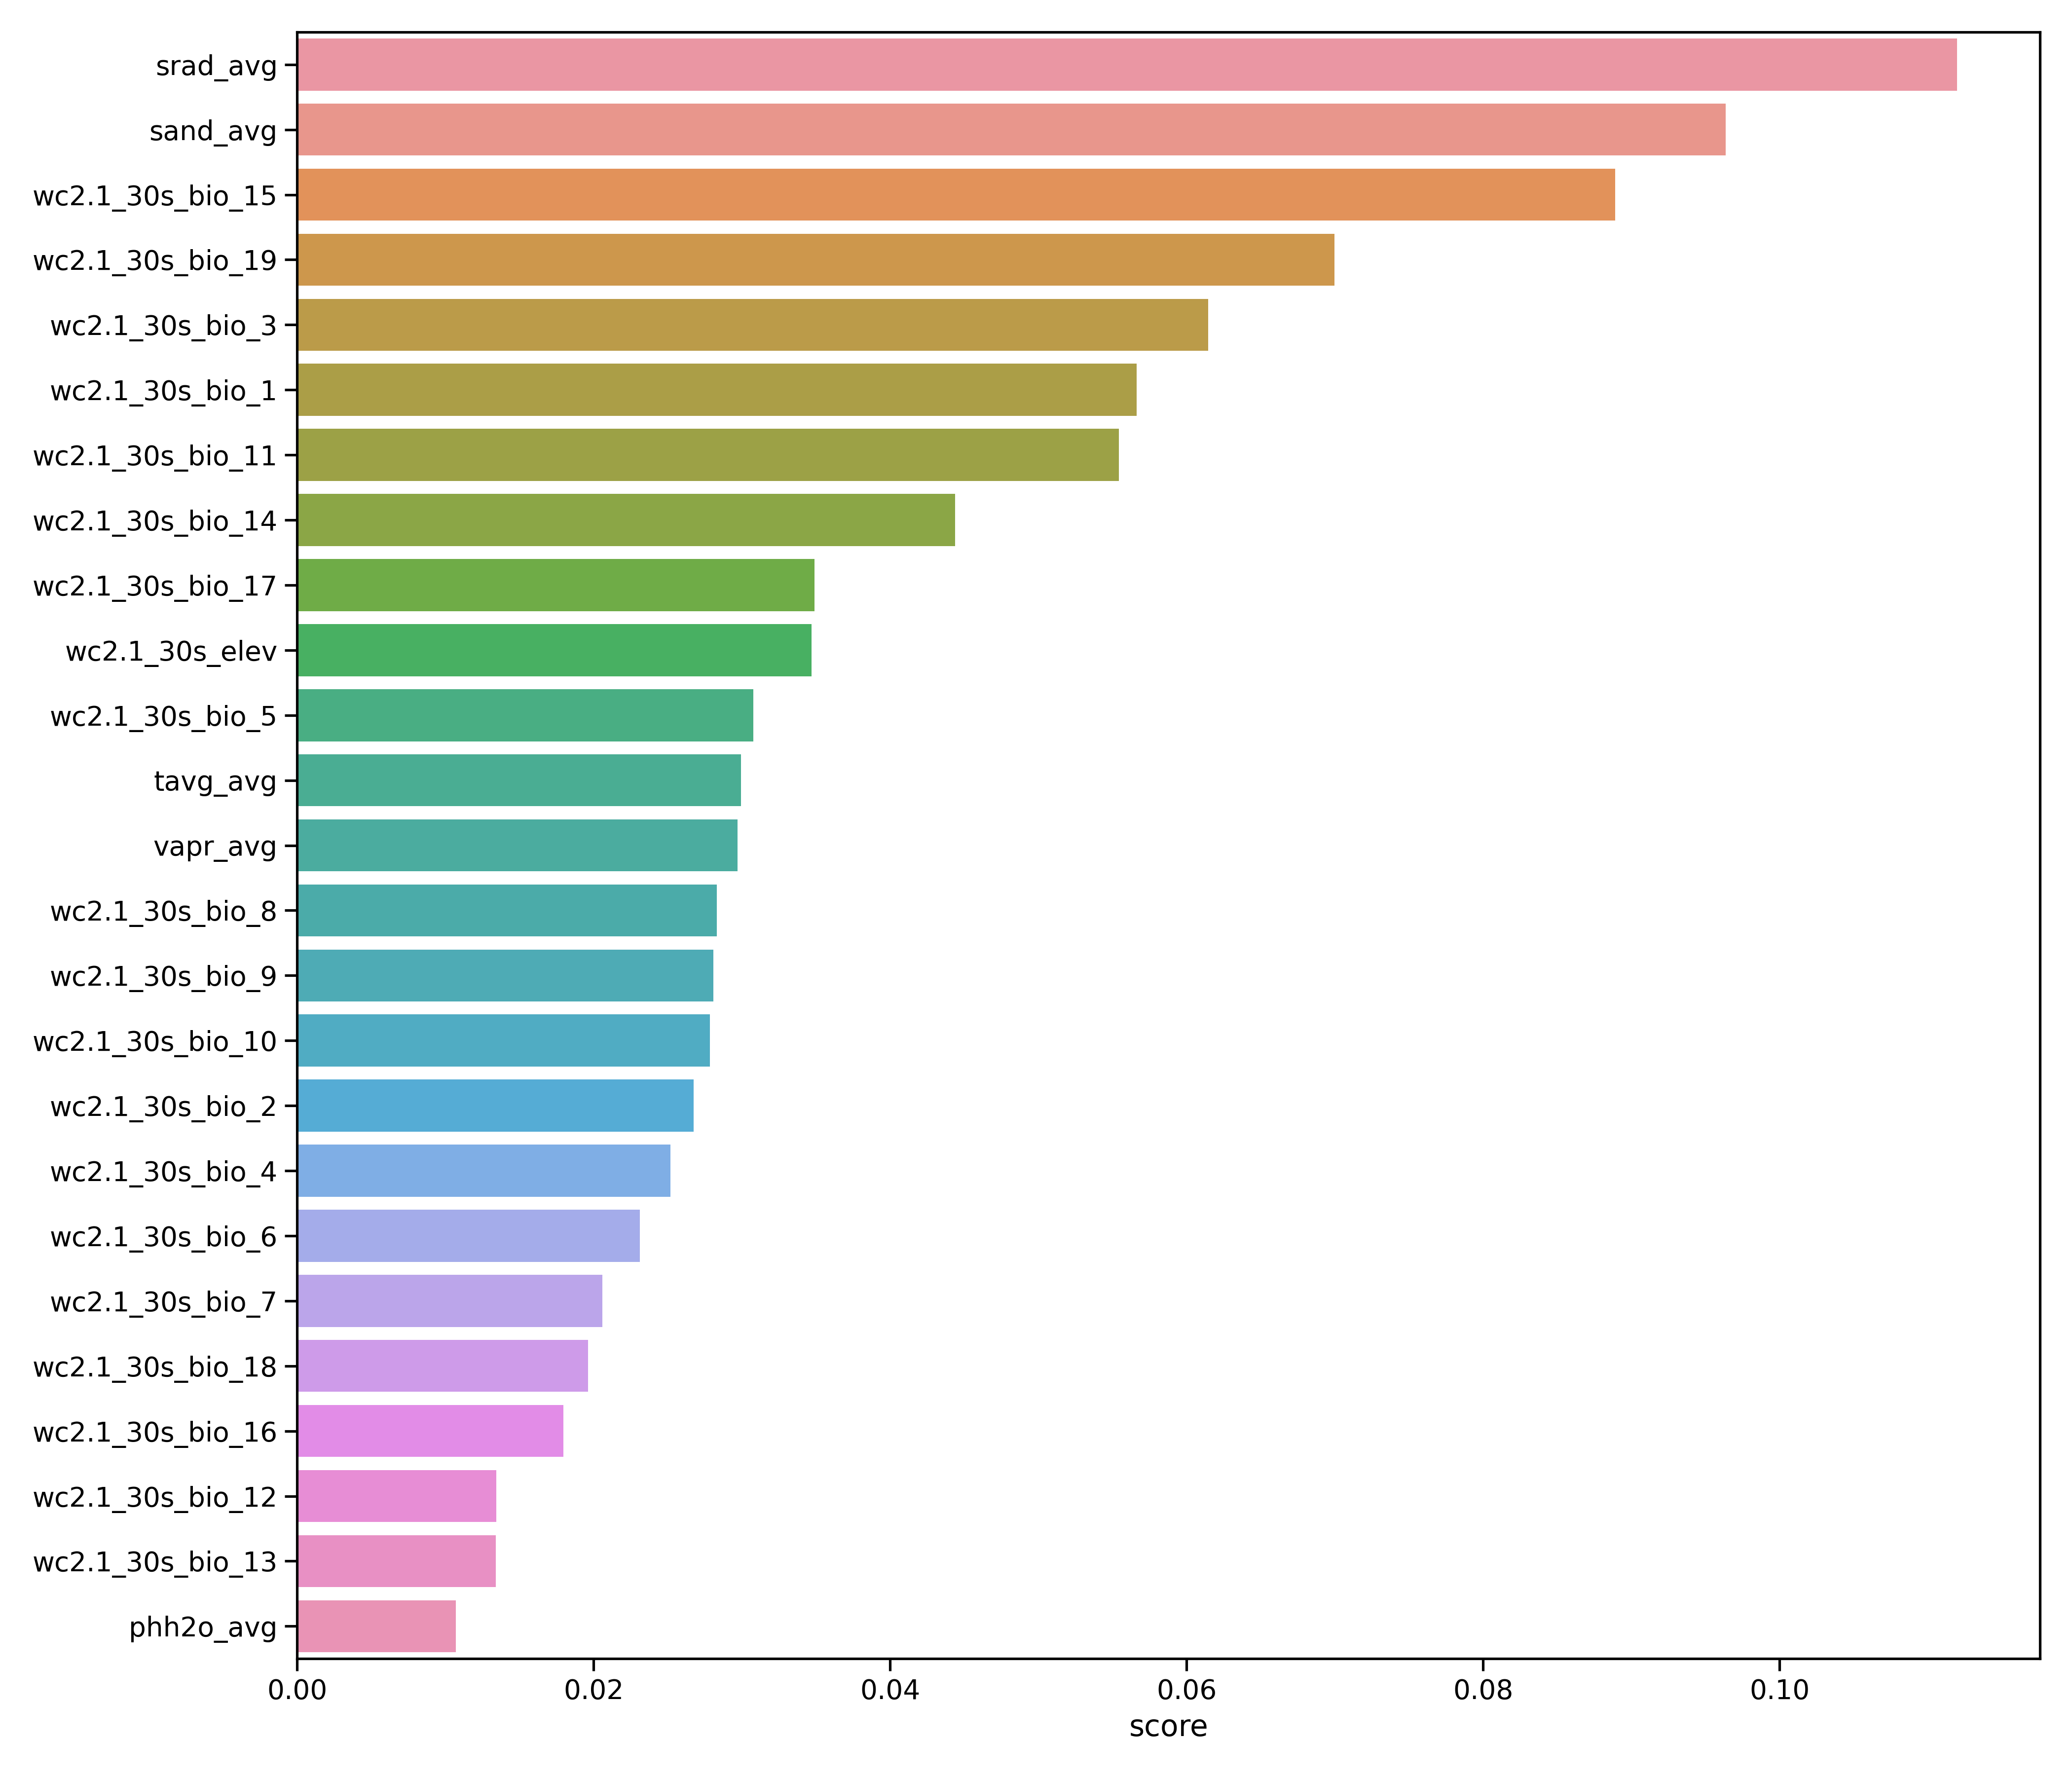 srad_avg
sand_avg
wc2.1_30s_bio_15
wc2.1_30s_bio_19
wc2.1_30s_bio_3
wc2.1_30s_bio_1
wc2.1_30s_bio_11
wc2.1_30s_bio_14
wc2.1_30s_bio_17
wc2.1_30s_elev
wc2.1_30s_bio_5
tavg_avg
vapr_avg
wc2.1_30s_bio_8
wc2.1_30s_bio_9
wc2.1_30s_bio_10
wc2.1_30s_bio_2
wc2.1_30s_bio_4
wc2.1_30s_bio_6
wc2.1_30s_bio_7
wc2.1_30s_bio_18
wc2.1_30s_bio_16
wc2.1_30s_bio_12
wc2.1_30s_bio_13
phh2o_avg
0.00 0.02 0.04 0.06 0.08 0.10
score